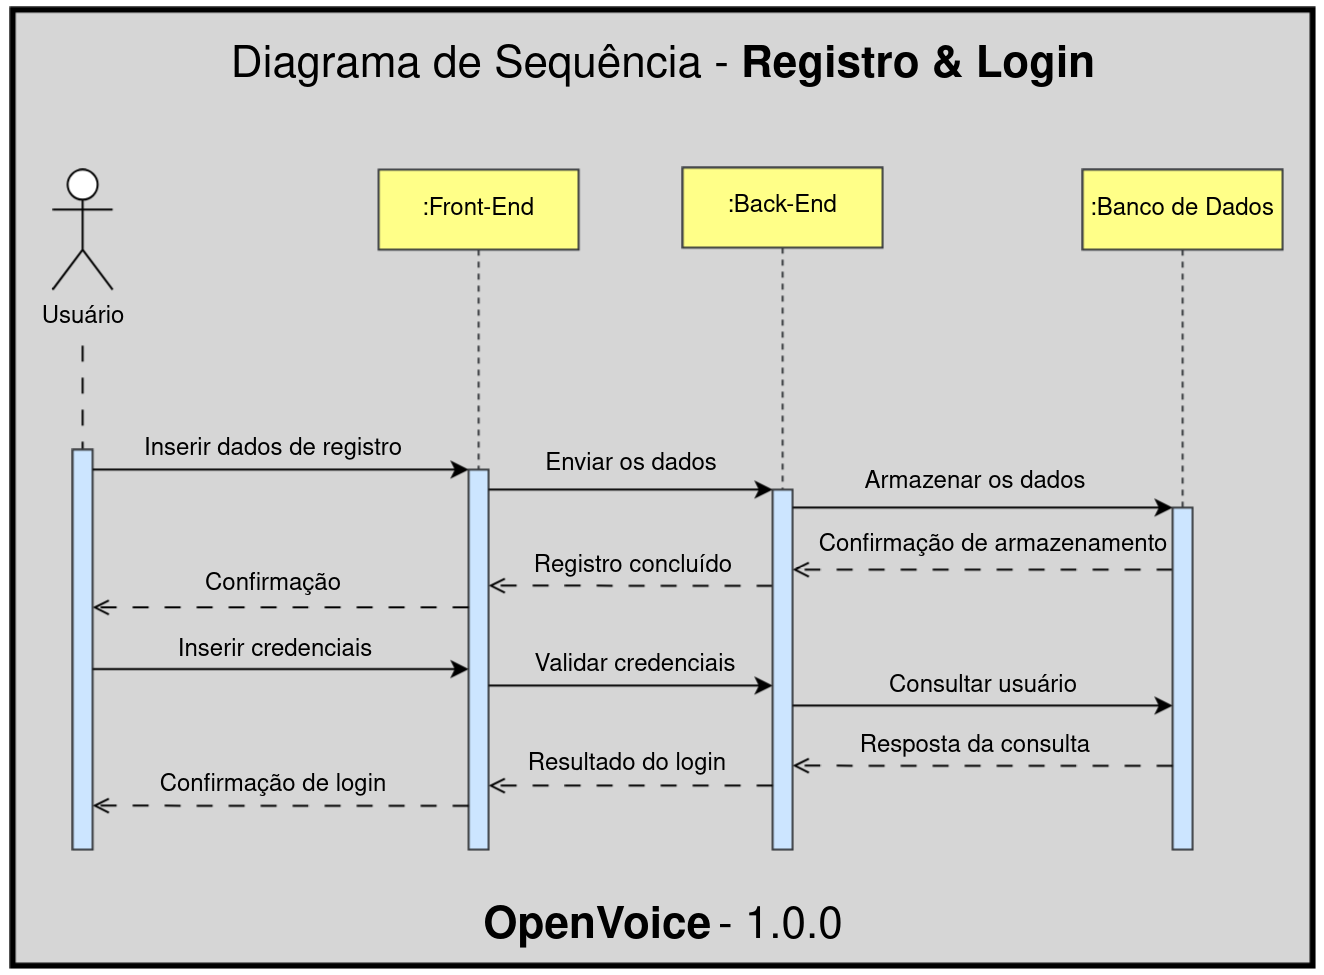 Diagrama de Sequência - Registro & Login
:Front-End
:Back-End
:Banco de Dados
Usuário
Inserir dados de registro
Enviar os dados
Armazenar os dados
Confirmação de armazenamento
Registro concluído
Confirmação
Inserir credenciais
Validar credenciais
Consultar usuário
Resposta da consulta
Resultado do login
Confirmação de login
OpenVoice - 1.0.0